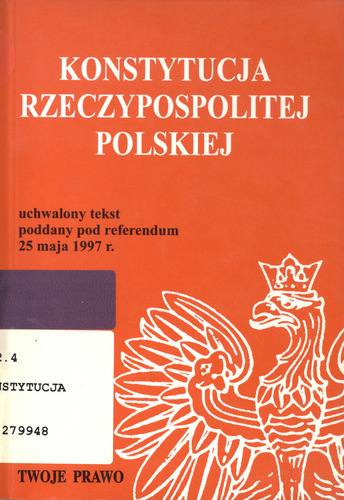 KONSTYTUCJA
RZECZYPOSPOLITEJ
POLSKIEJ
uchwalony tekst
poddany pod referendum
25 maja 1997 r.
2.4
NSTYTUCJA
279948
TWOJE PRAWO